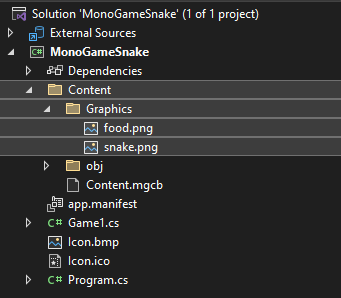 Solution 'MonoGameSnake' (1 of 1 project)
External Sources
C# MonoGameSnake
Dependencies
Content
Graphics
food.png
snake.png
obj
Content.mgcb
app.manifest
C# Game1.cs
Icon.bmp
Icon.ico
C# Program.cs